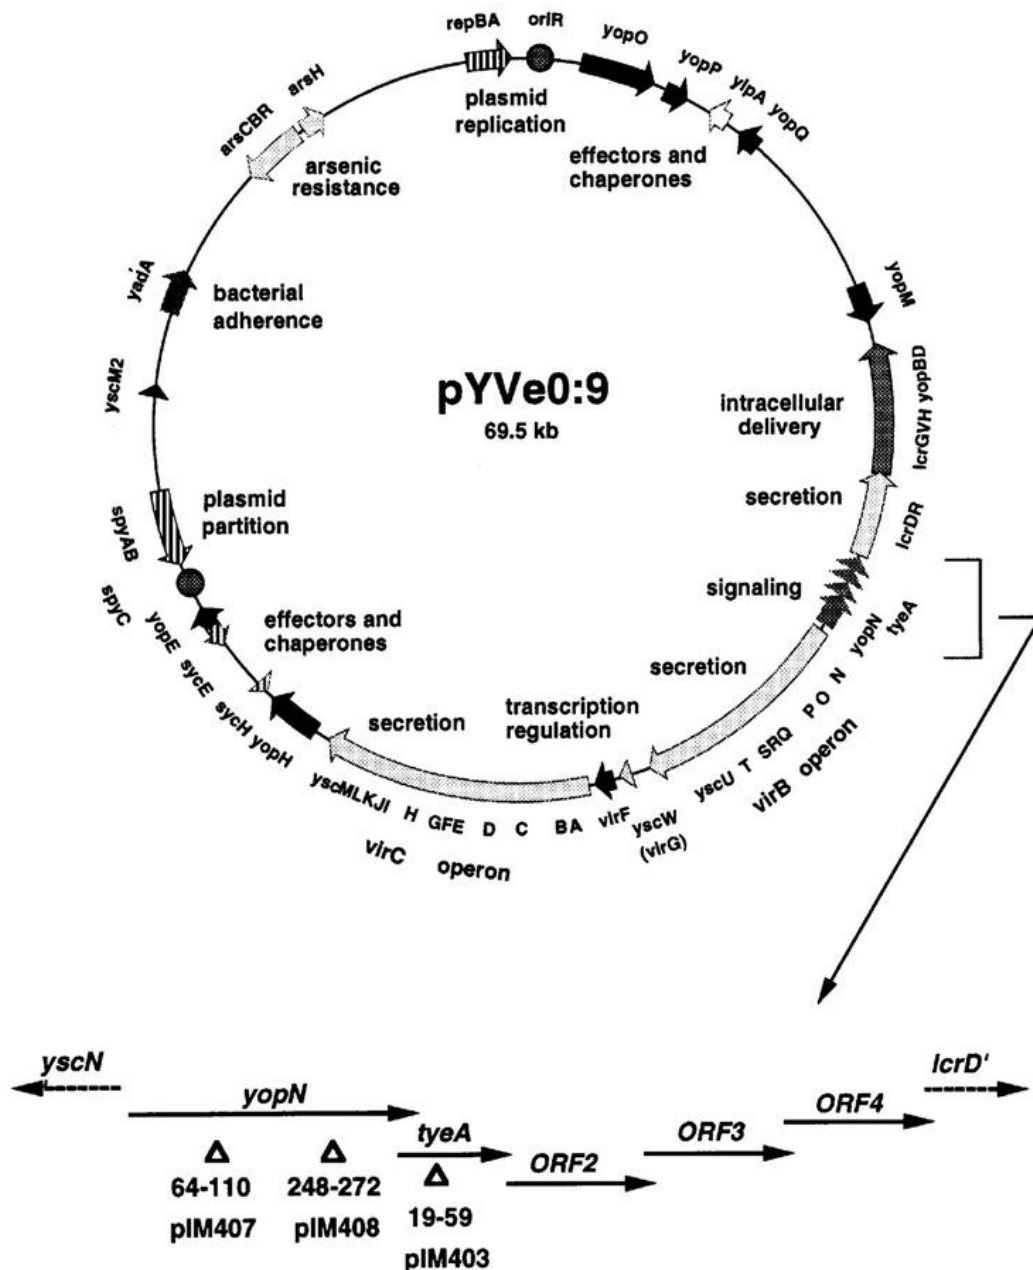 repBA
oriR
yopO
yopP
ylpA
yopQ
arsH
arsCBR
plasmid
replication
effectors and
chaperones
arsenic
resistance
yadA
bacterial
adherence
yopM
yscM2
pYVe0:9
69.5 kb
intracellular
delivery
lcrGVH yopBD
secretion
lcrDR
plasmid
partition
spyAB
spyC
signaling
tyeA
yopN
effectors and
chaperones
yopE
sycE
sycH
yopH
secretion
transcription
regulation
secretion
N
O
P
SRQ
T
yscU
virB operon
yscW
(virG)
virF
yscMLKJI H GFE D C BA
virC operon
yscN
lcrD'
yopN
ORF4
tyeA
ORF3
ORF2
64-110
248-272
19-59
pIM407
pIM408
pIM403